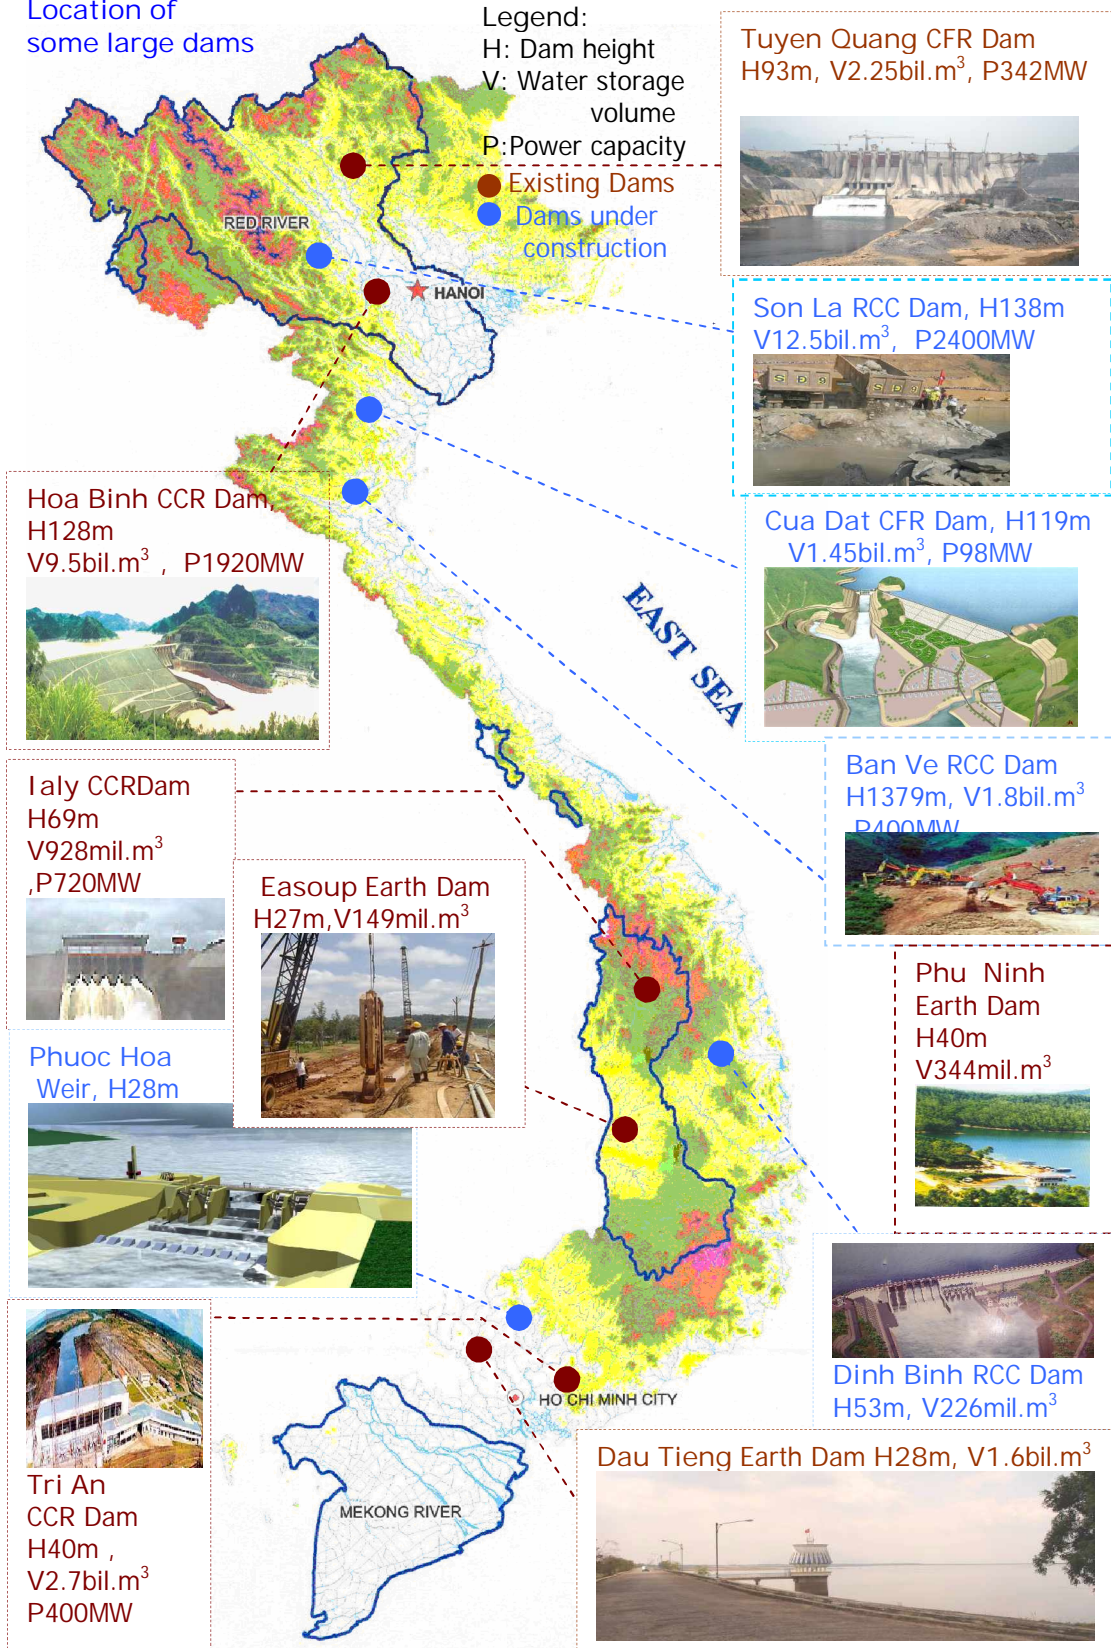 Location of
some large dams
Legend:
H: Dam height
V: Water storage
volume
P:Power capacity
Existing Dams
Dams under
construction
Tuyen Quang CFR Dam
H93m, V2.25bil.m³, P342MW
RED RIVER
HANOI
Son La RCC Dam, H138m
V12.5bil.m³, P2400MW
Hoa Binh CCR Dam,
H128m
V9.5bil.m³ , P1920MW
Cua Dat CFR Dam, H119m
V1.45bil.m³, P98MW
EAST SEA
Ban Ve RCC Dam
H1379m, V1.8bil.m³
P400MW
Ialy CCRDam
H69m
V928mil.m³
,P720MW
Easoup Earth Dam
H27m,V149mil.m³
Phu Ninh
Earth Dam
H40m
V344mil.m³
Phuoc Hoa
Weir, H28m
Dinh Binh RCC Dam
H53m, V226mil.m³
HO CHI MINH CITY
MEKONG RIVER
Tri An
CCR Dam
H40m ,
V2.7bil.m³
P400MW
Dau Tieng Earth Dam H28m, V1.6bil.m³